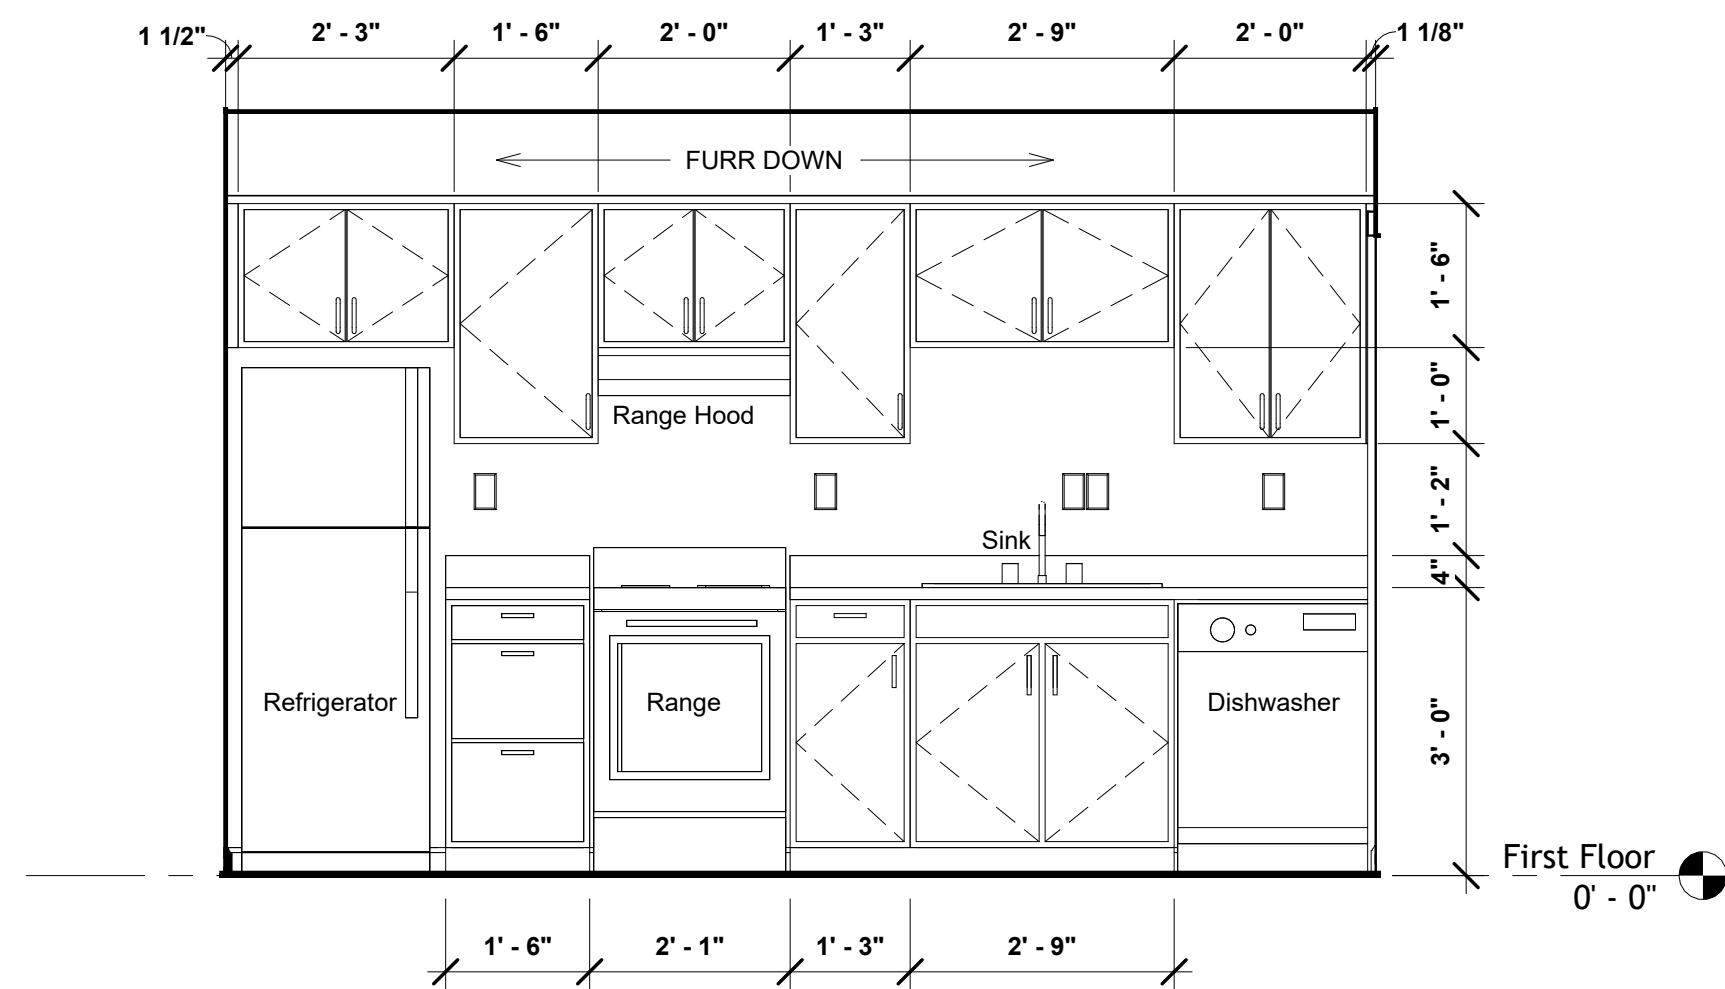 1 1/2" 2' - 3" 1' - 6" 2' - 0" 1' - 3" 2' - 9" 2' - 0" 1 1/8"
FURR DOWN
1' - 6"
1' - 0"
Range Hood
1' - 2"
Sink
4"
Refrigerator Range Dishwasher
3' - 0"
First Floor
0' - 0"
1' - 6" 2' - 1" 1' - 3" 2' - 9"